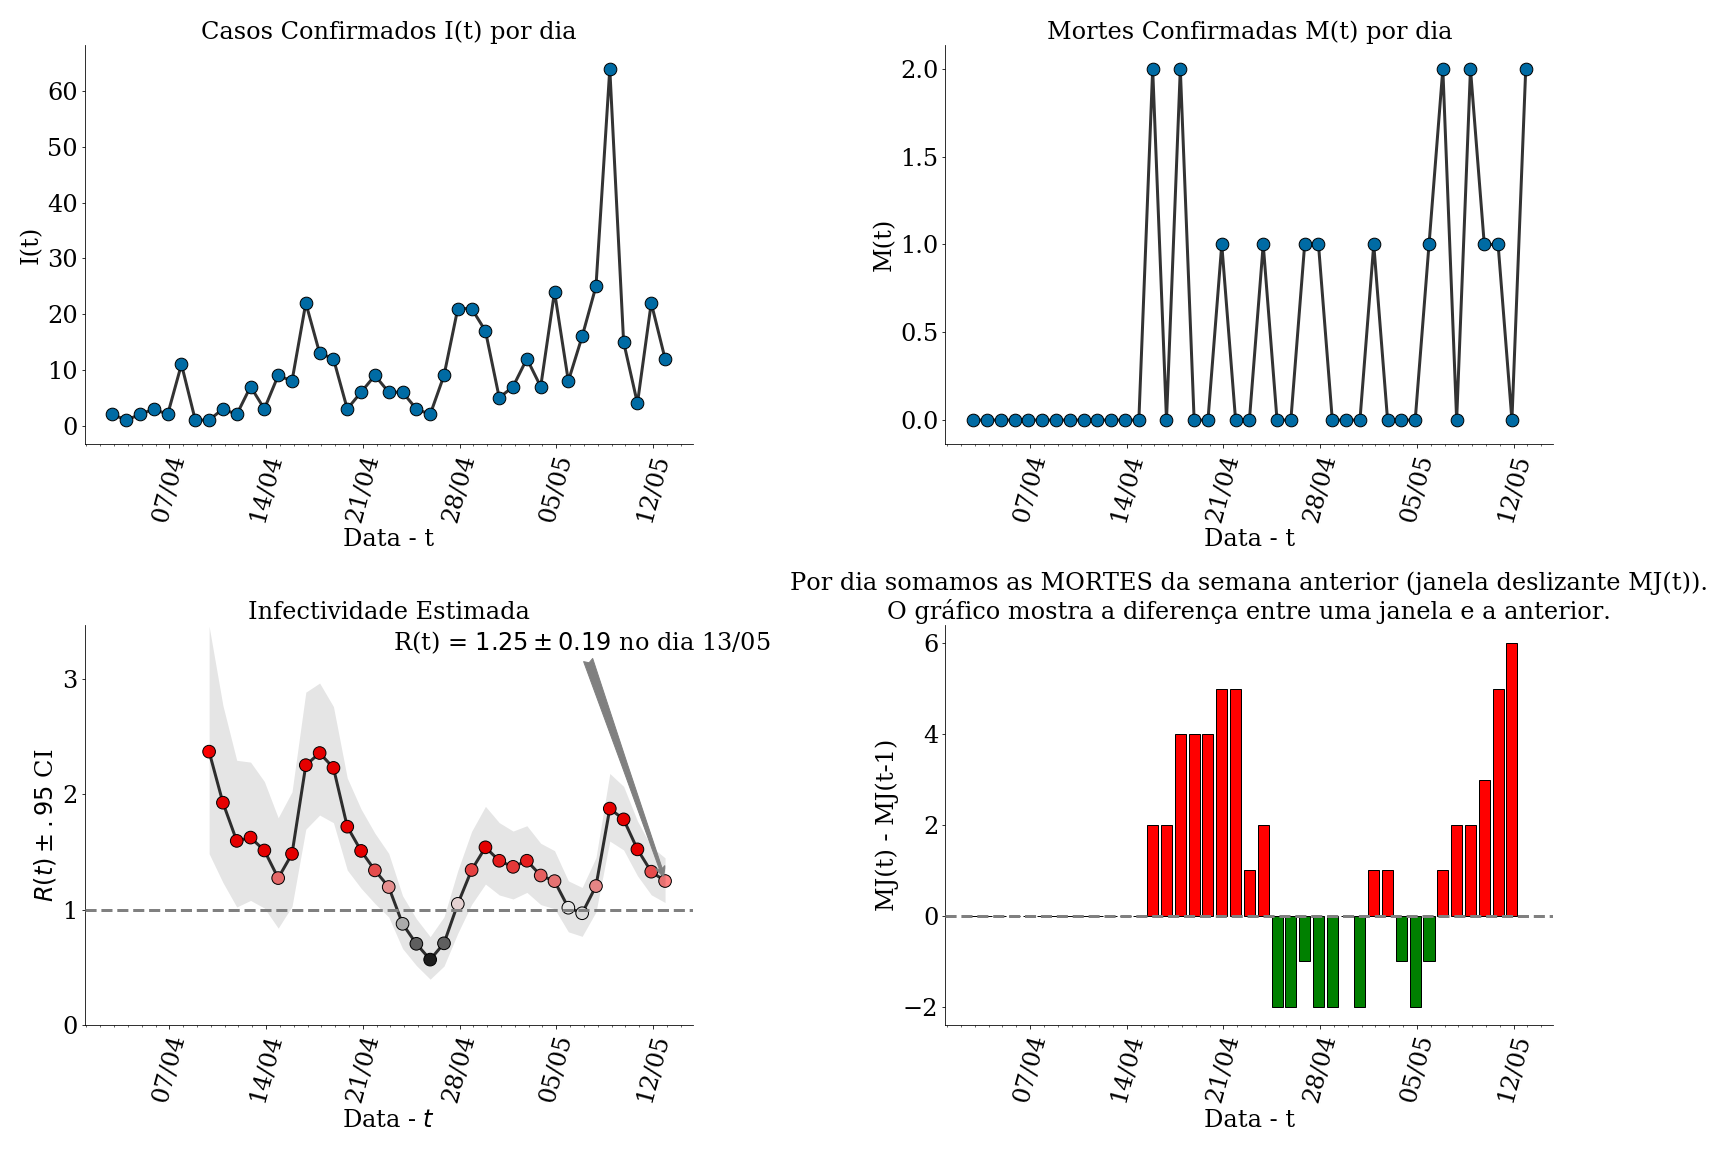 Casos Confirmados I(t) por dia
I(t)
60
50
40
30
20
10
0
07/04 14/04 21/04 28/04 05/05 12/05
Data - t
Mortes Confirmadas M(t) por dia
M(t)
2.0
1.5
1.0
0.5
0.0
07/04 14/04 21/04 28/04 05/05 12/05
Data - t
Infectividade Estimada
R(t) = 1.25 ± 0.19 no dia 13/05
R(t) ± .95 CI
3
2
1
0
07/04 14/04 21/04 28/04 05/05 12/05
Data - t
Por dia somamos as MORTES da semana anterior (janela deslizante MJ(t)).
O gráfico mostra a diferença entre uma janela e a anterior.
MJ(t) - MJ(t-1)
6
4
2
0
−2
07/04 14/04 21/04 28/04 05/05 12/05
Data - t